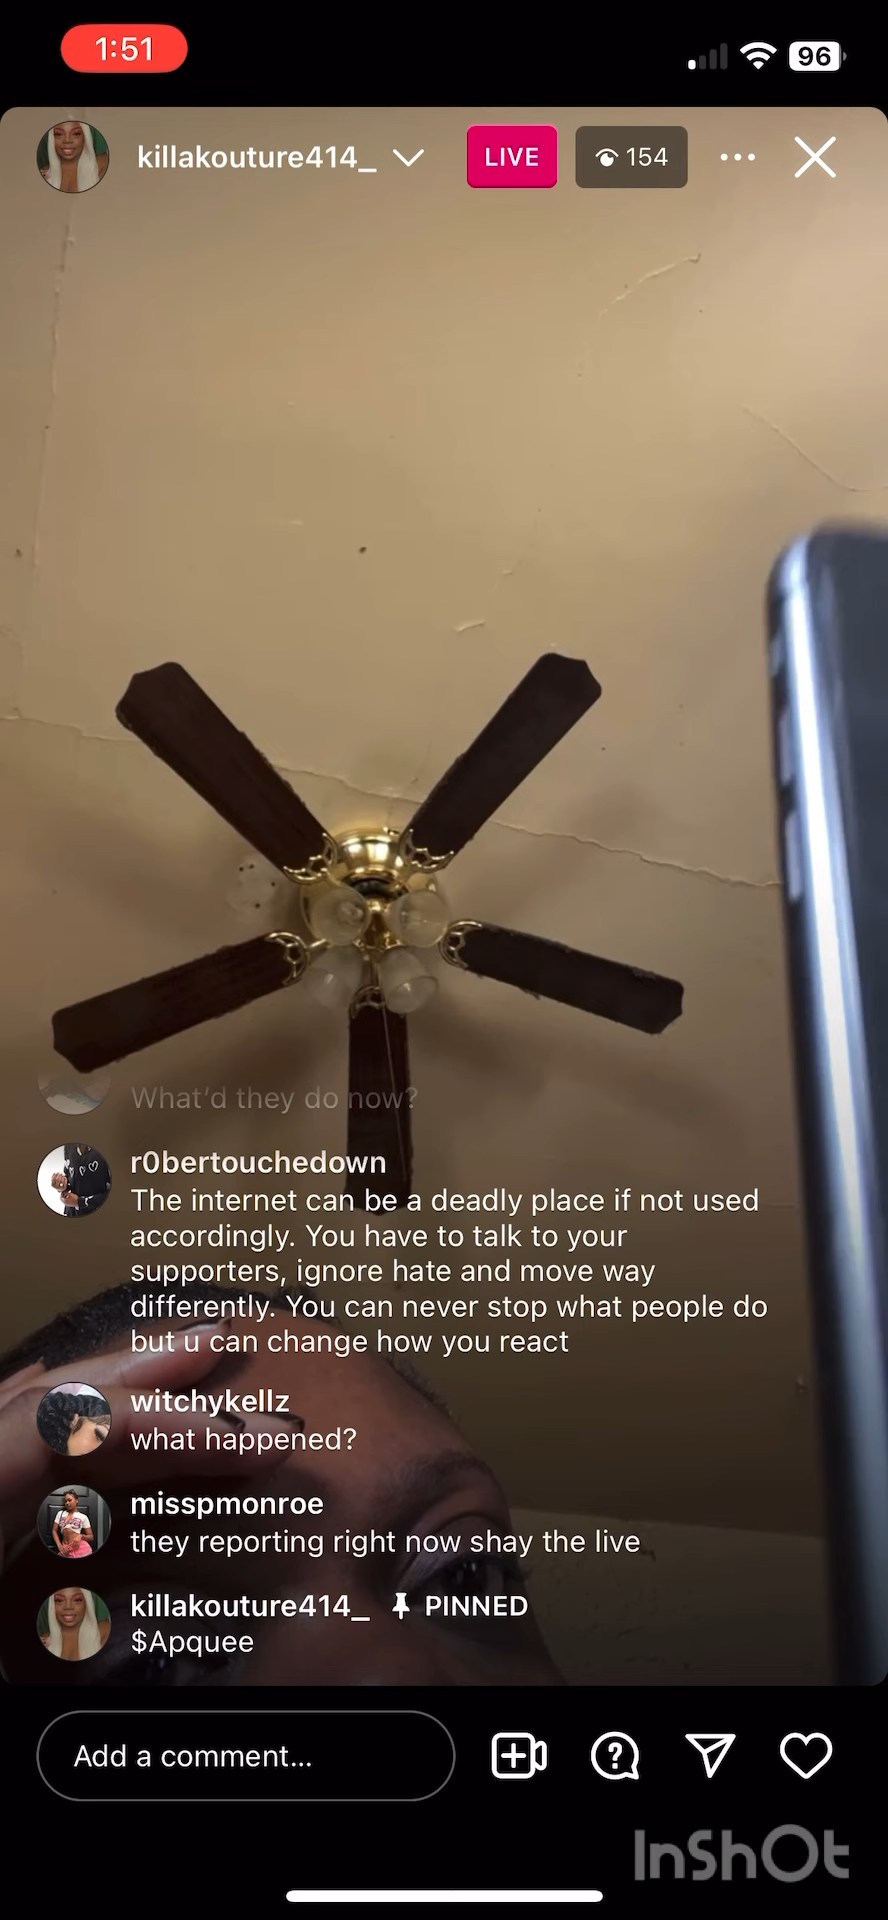 1:51
96
killakouture414_
LIVE
154
What'd they do now?
r0bertouchedown
The internet can be a deadly place if not used
accordingly. You have to talk to your
supporters, ignore hate and move way
differently. You can never stop what people do
but u can change how you react
witchykellz
what happened?
misspmonroe
they reporting right now shay the live
killakouture414_ PINNED
$Apquee
Add a comment...
InShOt